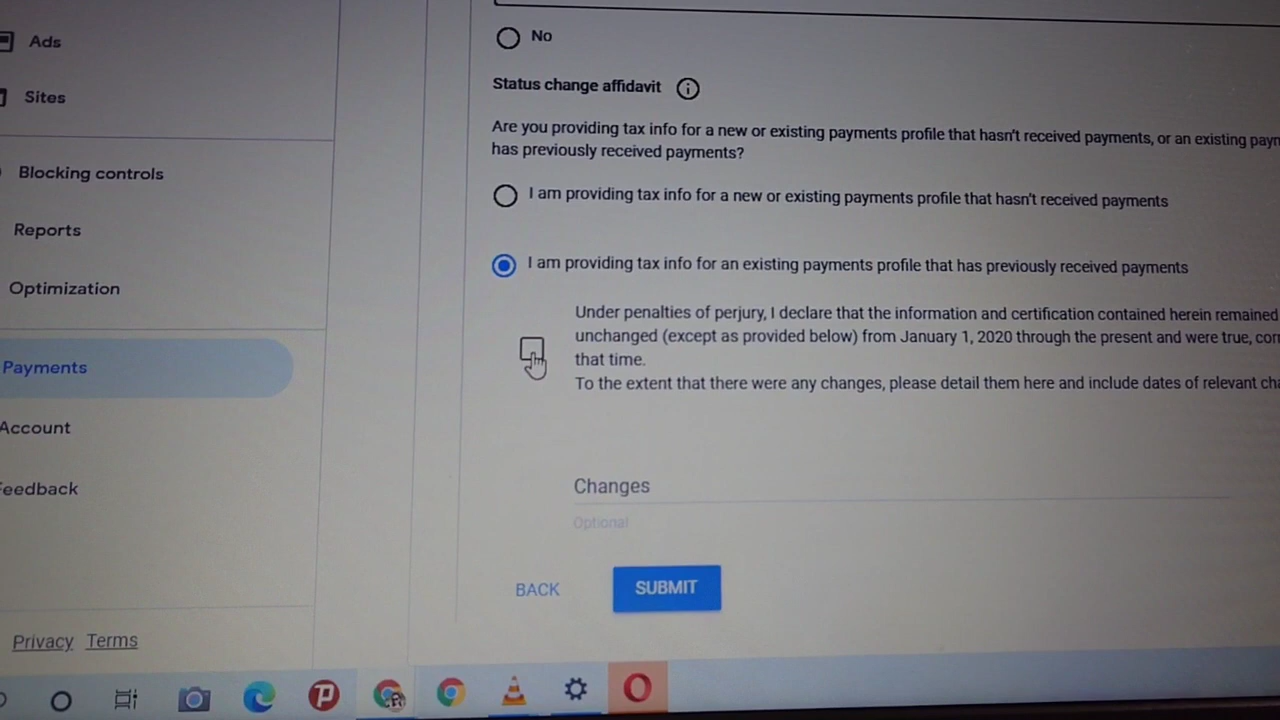 Ads
Sites
Blocking controls
Reports
Optimization
Payments
Account
Feedback
Privacy Terms
No
Status change affidavit
Are you providing tax info for a new or existing payments profile that hasn't received payments, or an existing
has previously received payments?
I am providing tax info for a new or existing payments profile that hasn't received payments
I am providing tax info for an existing payments profile that has previously received payments
Under penalties of perjury, I declare that the information and certification contained herein remained
unchanged (except as provided below) from January 1, 2020 through the present and were true,
that time.
To the extent that there were any changes, please detail them here and include dates of relevant
Changes
Optional
BACK SUBMIT